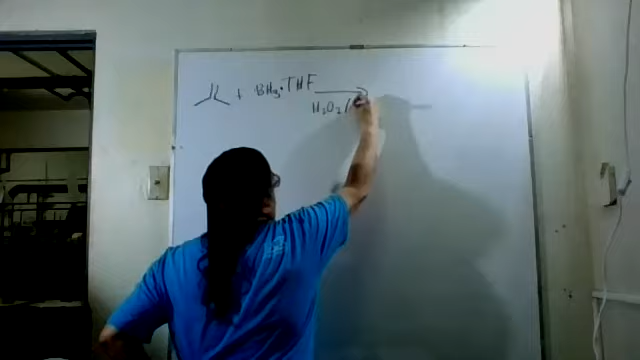 + BH₃·THF →
H₂O₂/